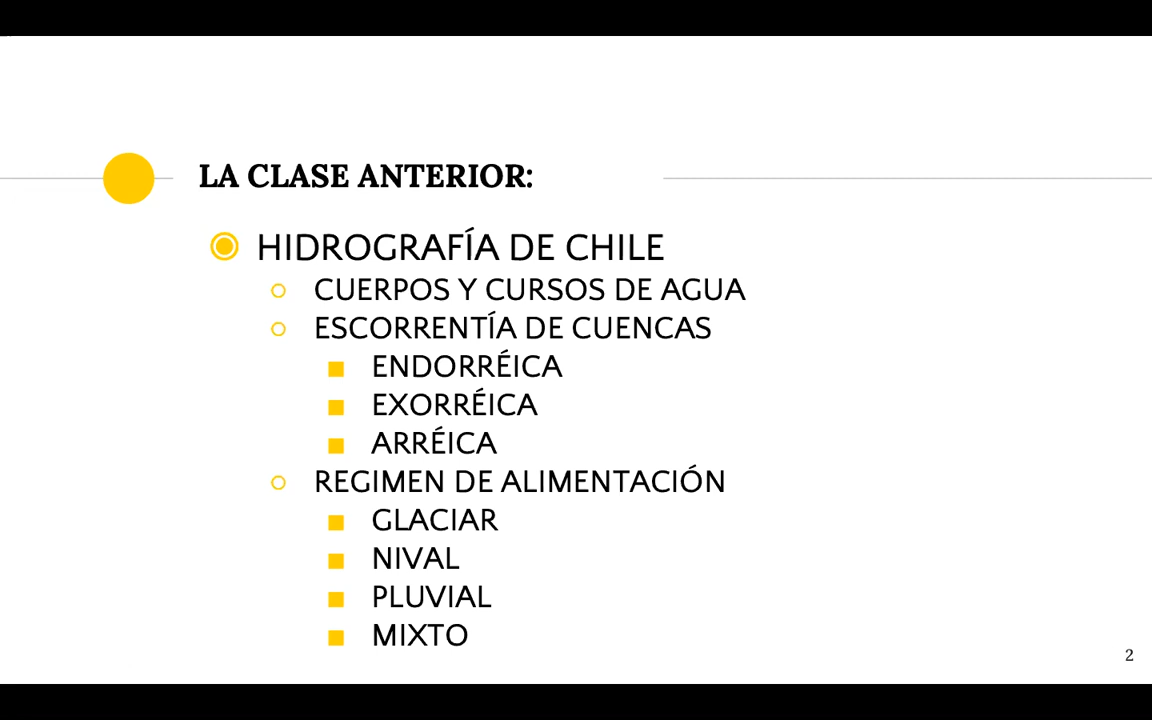 LA CLASE ANTERIOR:
HIDROGRAFÍA DE CHILE
CUERPOS Y CURSOS DE AGUA
ESCORRENTÍA DE CUENCAS
ENDORRÉICA
EXORRÉICA
ARRÉICA
REGIMEN DE ALIMENTACIÓN
GLACIAR
NIVAL
PLUVIAL
MIXTO
2